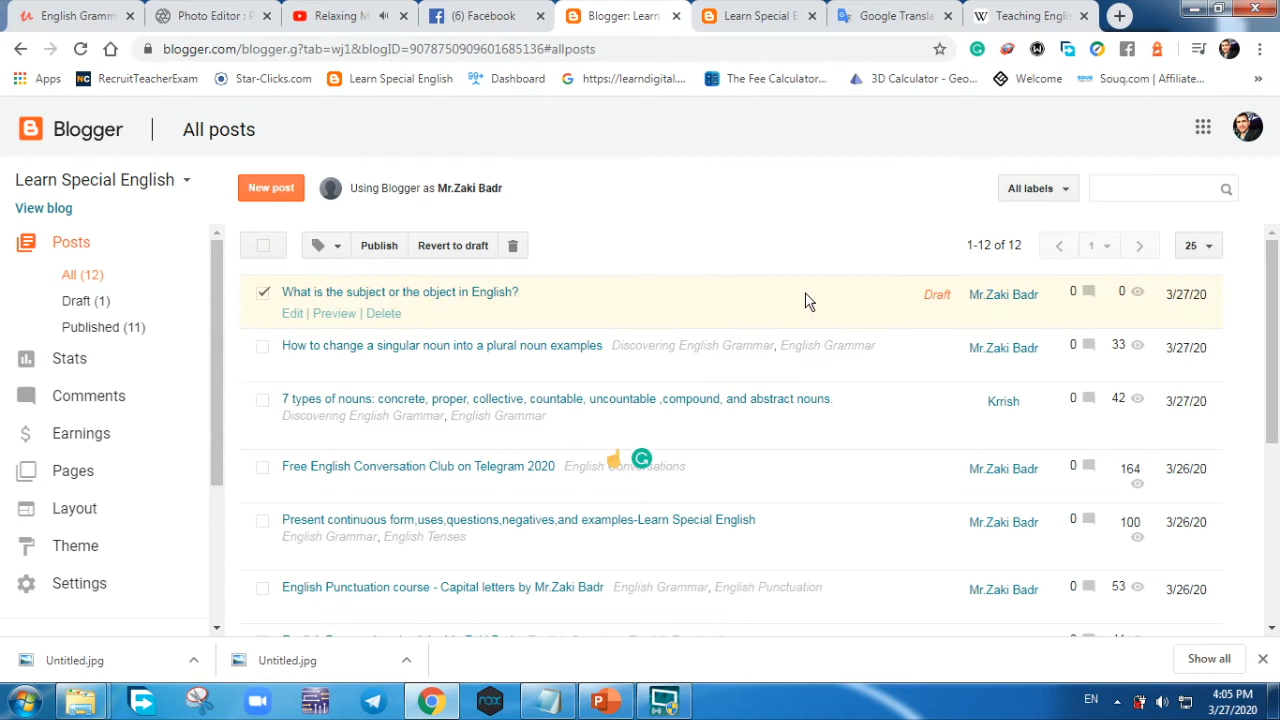 English Gramm
Photo Editor : P
Relaxing M
(6) Facebook
Blogger: Learn
Learn Special E
Google Transl
Teaching Engl
blogger.com/blogger.g?tab=wj1&blogID=9078750909601685136#allposts
Apps
RecruitTeacherExam
Star-Clicks.com
Learn Special English
Dashboard
https://learndigital....
The Fee Calculator...
3D Calculator - Geo...
Welcome
Souq.com | Affiliate...
»
Blogger
All posts
Learn Special English
View blog
New post
Using Blogger as Mr.Zaki Badr
All labels
Posts
All (12)
Draft (1)
Published (11)
Stats
Comments
Earnings
Pages
Layout
Theme
Settings
Publish
Revert to draft
1-12 of 12
1
25
What is the subject or the object in English?
Draft
Mr.Zaki Badr
0
0
3/27/20
Edit | Preview | Delete
How to change a singular noun into a plural noun examples Discovering English Grammar, English Grammar
Mr.Zaki Badr
0
33
3/27/20
7 types of nouns: concrete, proper, collective, countable, uncountable ,compound, and abstract nouns.
Discovering English Grammar, English Grammar
Krrish
0
42
3/27/20
Free English Conversation Club on Telegram 2020 English Conversations
Mr.Zaki Badr
0
164
3/26/20
Present continuous form,uses,questions,negatives,and examples-Learn Special English
English Grammar, English Tenses
Mr.Zaki Badr
0
100
3/26/20
English Punctuation course - Capital letters by Mr.Zaki Badr English Grammar, English Punctuation
Mr.Zaki Badr
0
53
3/26/20
Untitled.jpg
Untitled.jpg
Show all
EN
4:05 PM
3/27/2020